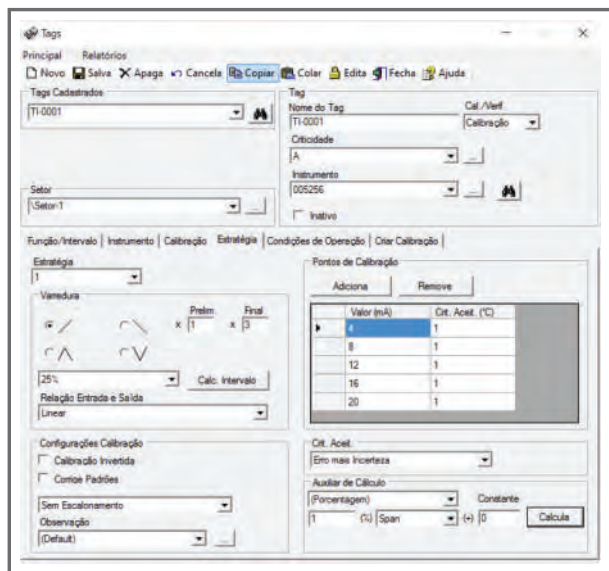 Tags
Principal Relatórios
Novo Salva Apaga Cancela Copiar Colar Edita Fecha Ajuda
Tags Cadastrados
TI-0001
Setor
\Setor-1
Tag
Nome do Tag Cal./Verif.
TI-0001 Calibração
Criticidade
A ...
Instrumento
005256 ...
Inativo
Função/Intervalo Instrumento Calibração Estratégia Condições de Operação Criar Calibração
Estratégia
1
Varredura
Prelim. Final
x 1 x 3
25% Calc. Intervalo
Relação Entrada e Saída
Linear
Pontos de Calibração
Adiciona Remove
Valor (mA) Crit. Aceit. (°C)
4 1
8 1
12 1
16 1
20 1
Configurações Calibração
Calibração Invertida
Corrige Padrões
Sem Escalonamento
Observação
(Default) ...
Crit. Aceit.
Erro mais Incerteza
Auxiliar de Cálculo
(Porcentagem) Constante
1 (%) Span (+) 0 Calcula